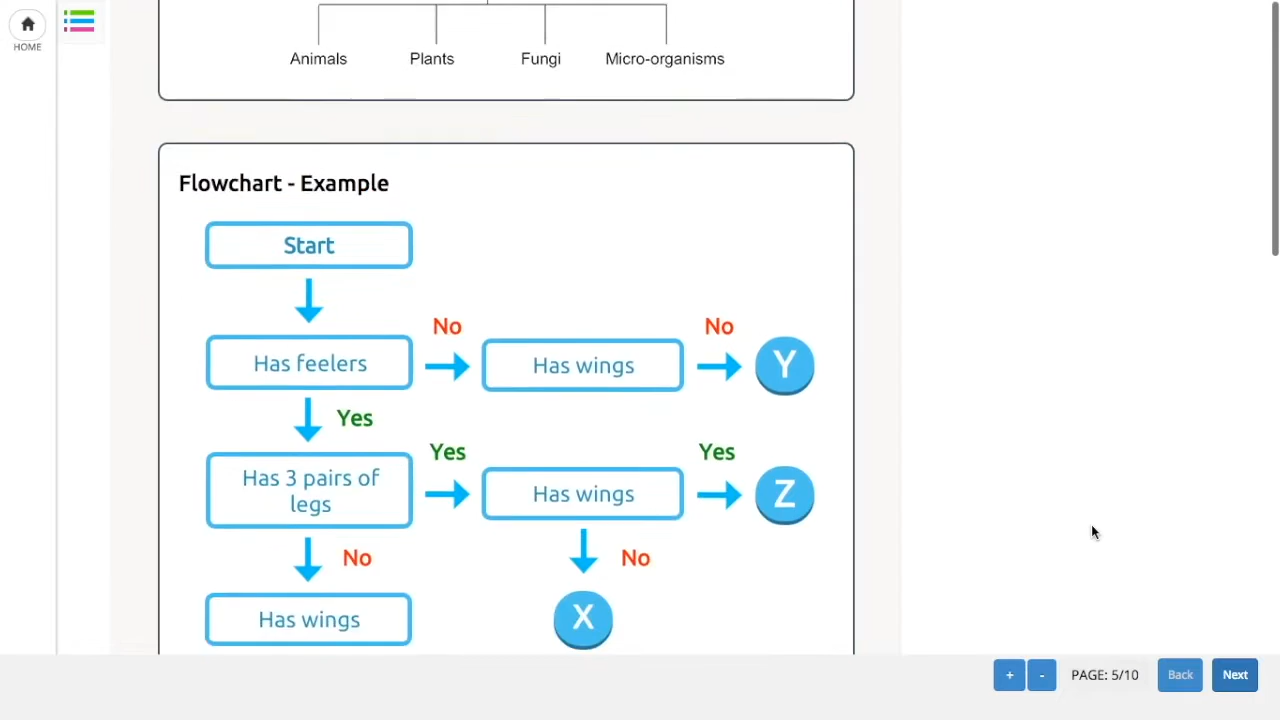 HOME
Animals Plants Fungi Micro-organisms
Flowchart - Example
Start
No No
Has feelers Has wings Y
Yes
Yes Yes
Has 3 pairs of
legs
Has wings Z
No No
Has wings X
+ - PAGE: 5/10 Back Next